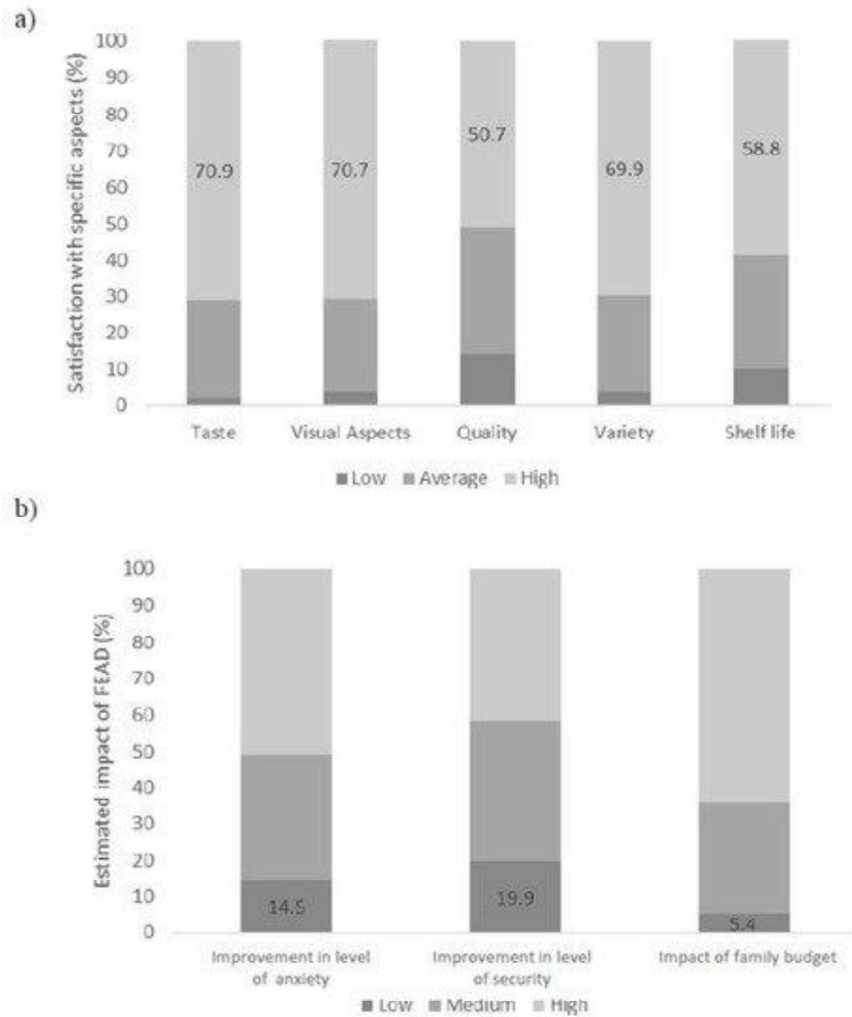 a)
Satisfaction with specific aspects (%)
100
90
80
70
60
50
40
30
20
10
0
70.9
70.7
50.7
69.9
58.8
Taste
Visual Aspects
Quality
Variety
Shelf life
Low Average High
b)
Estimated impact of FEAD (%)
100
90
80
70
60
50
40
30
20
10
0
14.5
19.9
5.4
Improvement in level
of anxiety
Improvement in level
of security
Impact of family budget
Low Medium High